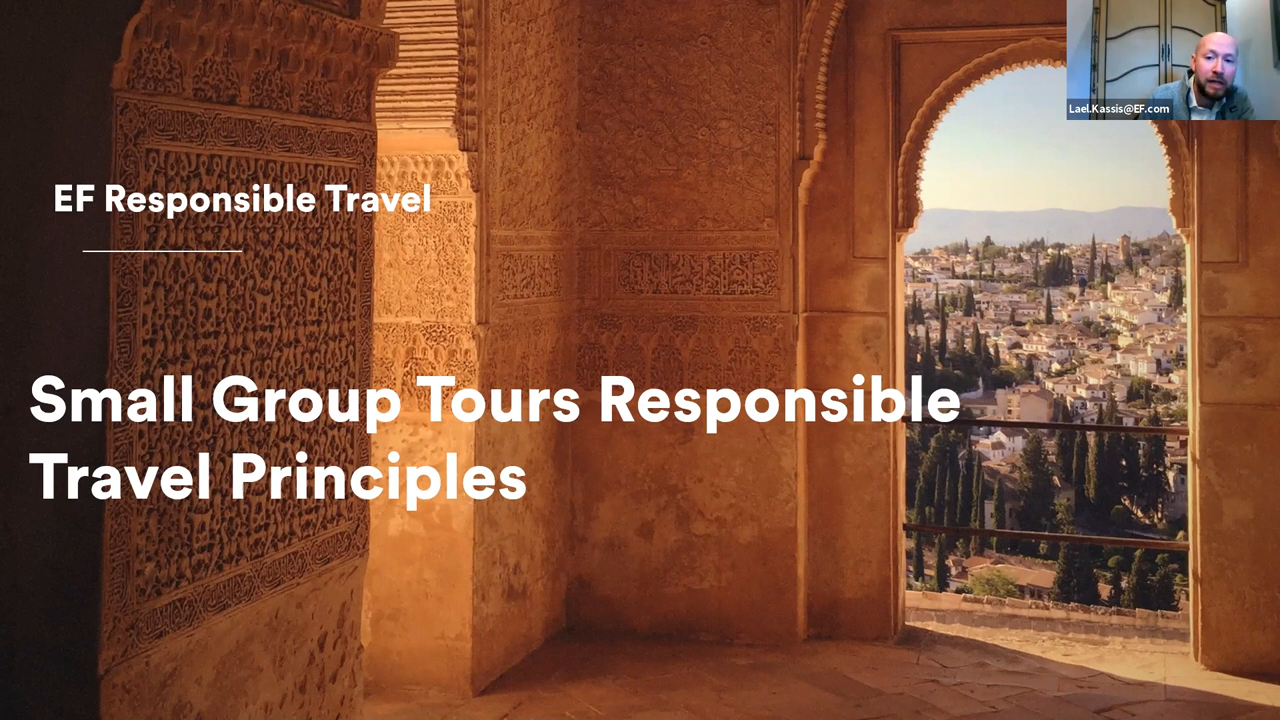 Lael.Kassis@EF.com
EF Responsible Travel
Small Group Tours Responsible
Travel Principles